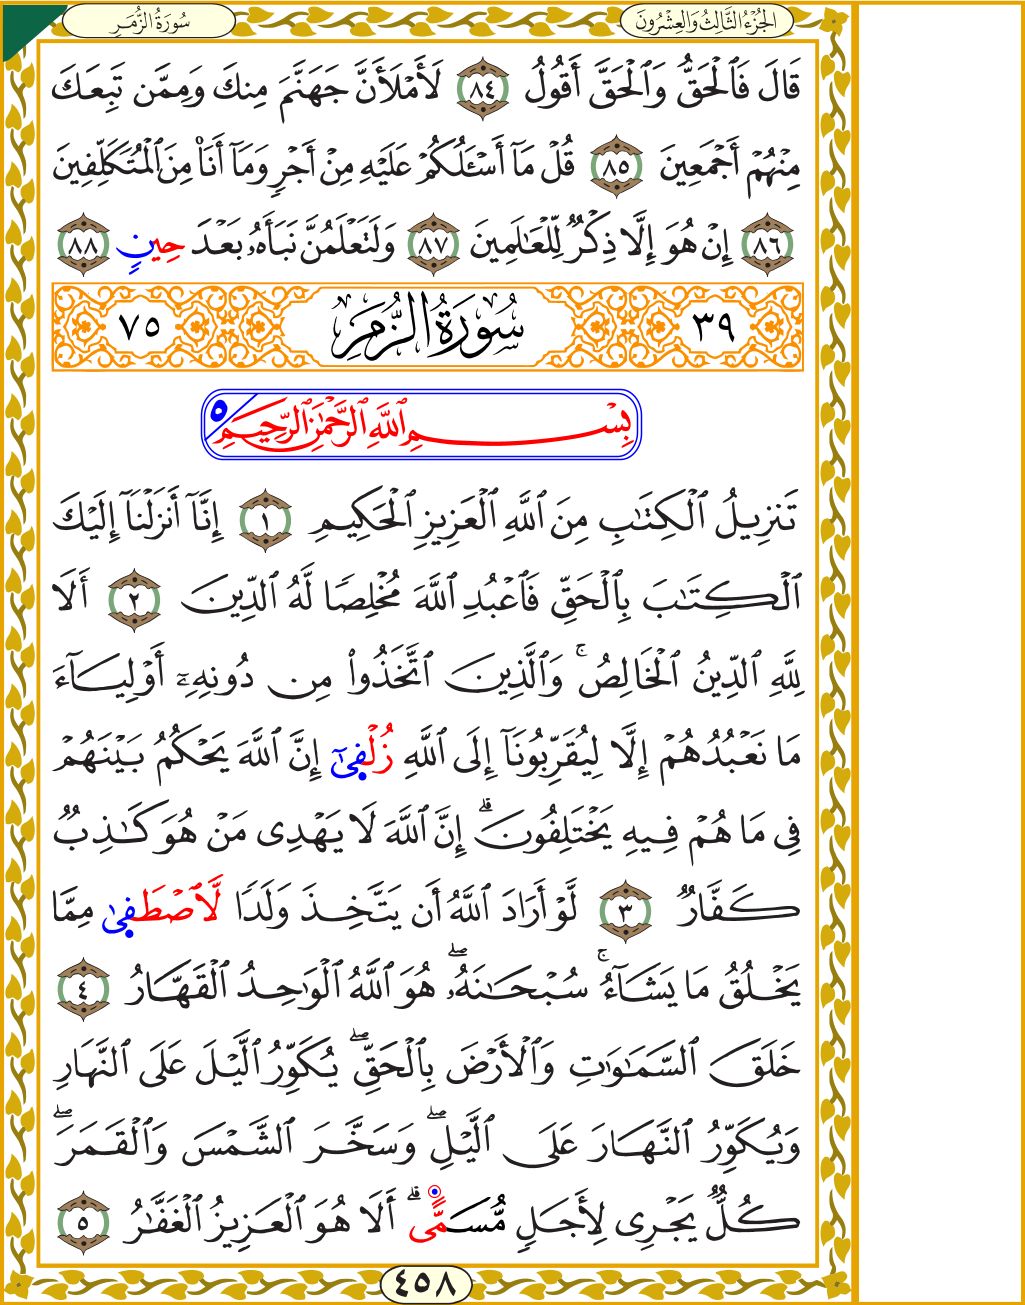 سُورَةُ الزُّمَرِ
الجُزْءُ الثَّالِثُ وَالعِشْرُونَ
قَالَ فَٱلْحَقُّ وَٱلْحَقَّ أَقُولُ ٨٤ لَأَمْلَأَنَّ جَهَنَّمَ مِنكَ وَمِمَّن تَبِعَكَ
مِنْهُمْ أَجْمَعِينَ ٨٥ قُلْ مَآ أَسْـَٔلُكُمْ عَلَيْهِ مِنْ أَجْرٍ وَمَآ أَنَا۠ مِنَ ٱلْمُتَكَلِّفِينَ
٨٦ إِنْ هُوَ إِلَّا ذِكْرٌ لِّلْعَٰلَمِينَ ٨٧ وَلَتَعْلَمُنَّ نَبَأَهُۥ بَعْدَ حِينٍۭ ٨٨
٣٩ سُورَةُ الزُّمَرِ ٧٥
بِسْمِ ٱللَّهِ ٱلرَّحْمَٰنِ ٱلرَّحِيمِ ٥
تَنزِيلُ ٱلْكِتَٰبِ مِنَ ٱللَّهِ ٱلْعَزِيزِ ٱلْحَكِيمِ ١ إِنَّآ أَنزَلْنَآ إِلَيْكَ
ٱلْكِتَٰبَ بِٱلْحَقِّ فَٱعْبُدِ ٱللَّهَ مُخْلِصًا لَّهُ ٱلدِّينَ ٢ أَلَا
لِلَّهِ ٱلدِّينُ ٱلْخَالِصُ ۚ وَٱلَّذِينَ ٱتَّخَذُوا۟ مِن دُونِهِۦٓ أَوْلِيَآءَ
مَا نَعْبُدُهُمْ إِلَّا لِيُقَرِّبُونَآ إِلَى ٱللَّهِ زُلْفَىٰٓ إِنَّ ٱللَّهَ يَحْكُمُ بَيْنَهُمْ
فِى مَا هُمْ فِيهِ يَخْتَلِفُونَ ۗ إِنَّ ٱللَّهَ لَا يَهْدِى مَنْ هُوَ كَٰذِبٌ
كَفَّارٌ ٣ لَّوْ أَرَادَ ٱللَّهُ أَن يَتَّخِذَ وَلَدًا لَّٱصْطَفَىٰ مِمَّا
يَخْلُقُ مَا يَشَآءُ ۚ سُبْحَٰنَهُۥ ۖ هُوَ ٱللَّهُ ٱلْوَٰحِدُ ٱلْقَهَّارُ ٤
خَلَقَ ٱلسَّمَٰوَٰتِ وَٱلْأَرْضَ بِٱلْحَقِّ ۖ يُكَوِّرُ ٱلَّيْلَ عَلَى ٱلنَّهَارِ
وَيُكَوِّرُ ٱلنَّهَارَ عَلَى ٱلَّيْلِ ۖ وَسَخَّرَ ٱلشَّمْسَ وَٱلْقَمَرَ ۖ
كُلٌّ يَجْرِى لِأَجَلٍ مُّسَمًّى ۗ أَلَا هُوَ ٱلْعَزِيزُ ٱلْغَفَّٰرُ ٥
٤٥٨